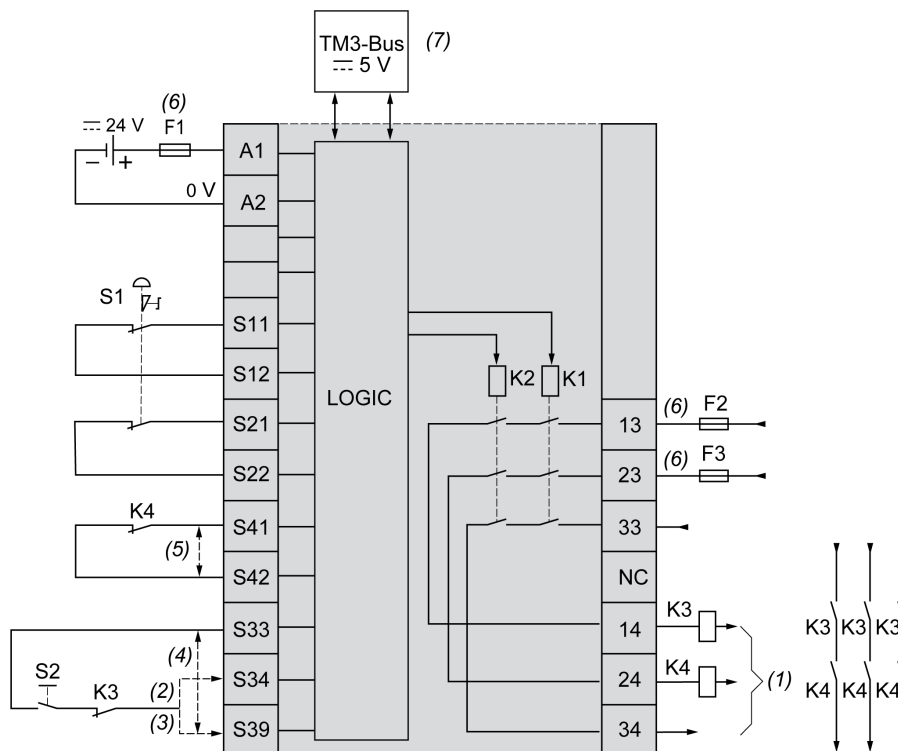 TM3-Bus
5 V
(7)
(6)
24 V
F1
− +
0 V
A1
A2
S1
S11
S12
S21
S22
K4
(5)
S41
S42
S33
(4)
S2
K3
(2)
(3)
S34
S39
LOGIC
K2
K1
13
(6)
F2
23
(6)
F3
33
NC
14
K3
24
K4
34
(1)
K3 K3 K3
K4 K4 K4